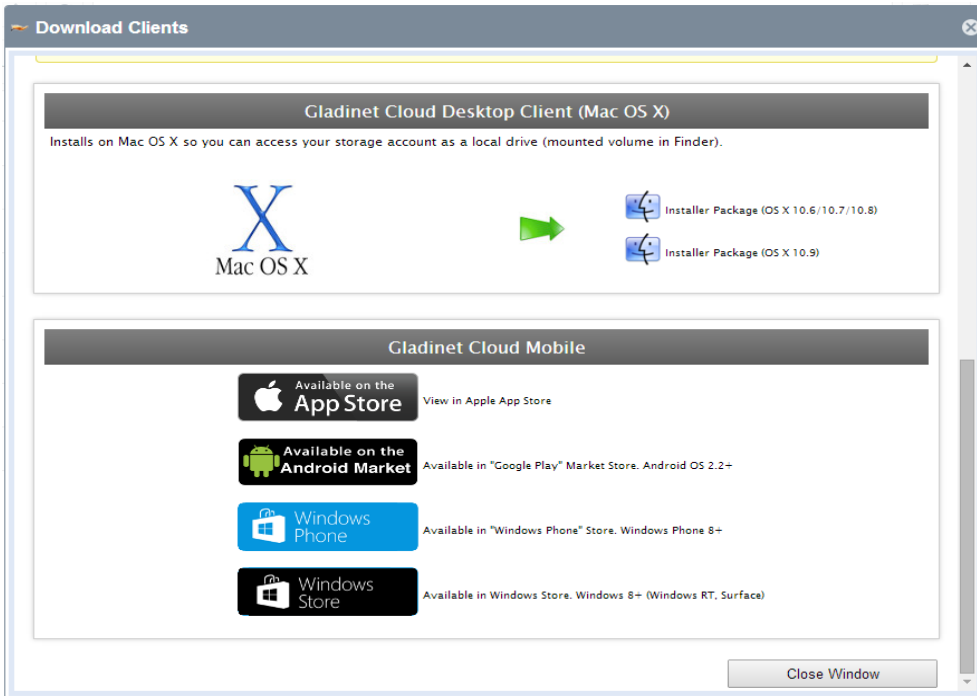 Download Clients
Gladinet Cloud Desktop Client (Mac OS X)
Installs on Mac OS X so you can access your storage account as a local drive (mounted volume in Finder).
X
Mac OS X
Installer Package (OS X 10.6/10.7/10.8)
Installer Package (OS X 10.9)
Gladinet Cloud Mobile
Available on the
App Store
View in Apple App Store
Available on the
Android Market
Available in "Google Play" Market Store. Android OS 2.2+
Windows
Phone
Available in "Windows Phone" Store. Windows Phone 8+
Windows
Store
Available in Windows Store. Windows 8+ (Windows RT, Surface)
Close Window